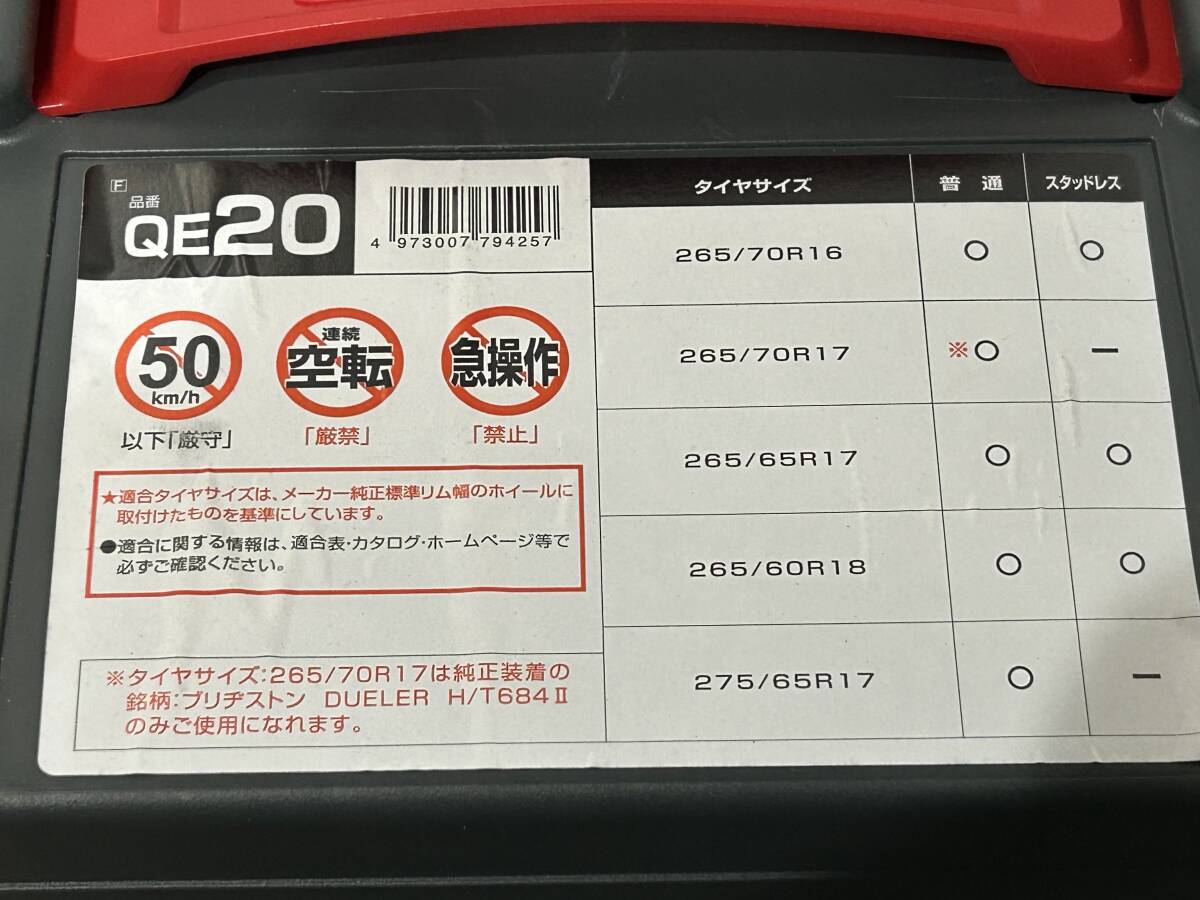 F
品番
QE20
4 973007 794257
50
km/h
以下「厳守」
連続
空転
「厳禁」
急操作
「禁止」
★適合タイヤサイズは、メーカー純正標準リム幅のホイールに
取付けたものを基準にしています。
●適合に関する情報は、適合表・カタログ・ホームページ等で
必ずご確認ください。
※タイヤサイズ:265/70R17は純正装着の
銘柄:ブリヂストン DUELER H/T684Ⅱ
のみご使用になれます。
タイヤサイズ 普通 スタッドレス
265/70R16 ○ ○
265/70R17 ※○ ー
265/65R17 ○ ○
265/60R18 ○ ○
275/65R17 ○ ー